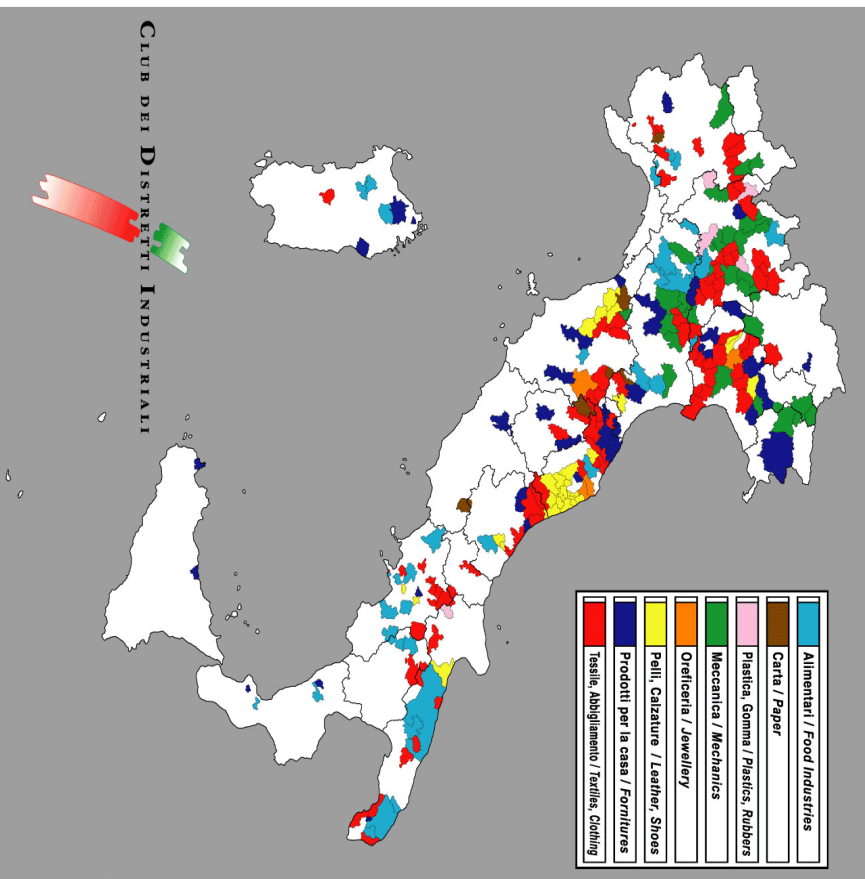 CLUB DEI DISTRETTI INDUSTRIALI
Alimentari / Food Industries
Carta / Paper
Plastica, Gomma / Plastics, Rubbers
Meccanica / Mechanics
Oreficeria / Jewellery
Pelli, Calzature / Leather, Shoes
Prodotti per la casa / Fornitures
Tessile, Abbigliamento / Textiles, Clothing